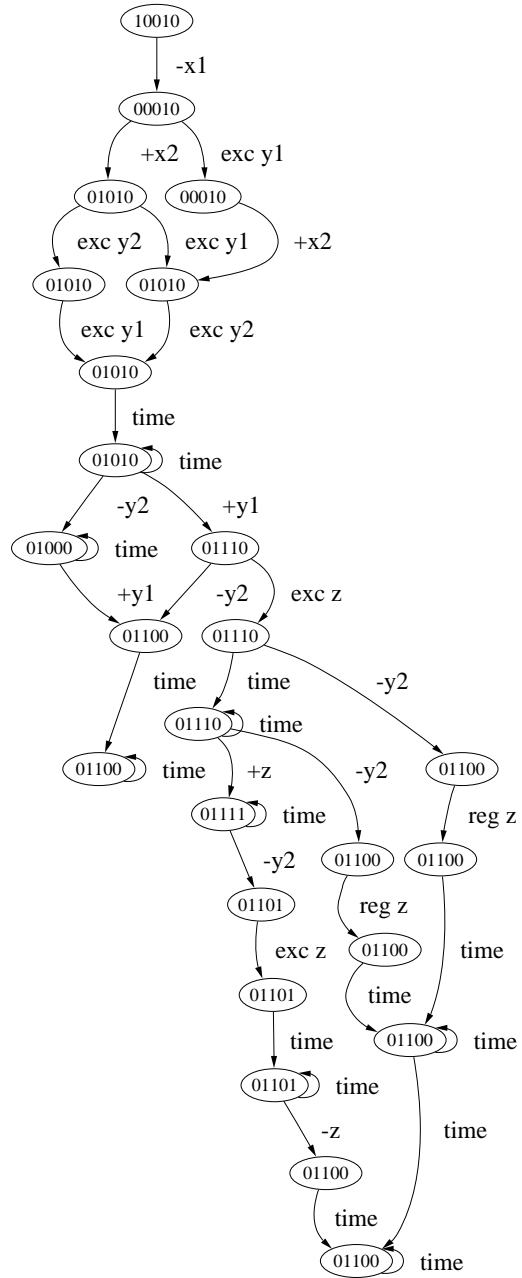 10010
-x1
00010
+x2 exc y1
01010 00010
exc y2 exc y1 +x2
01010 01010
exc y1 exc y2
01010
time
01010 time
-y2 +y1
01000 time 01110
+y1 -y2 exc z
01100 01110
time time -y2
01110 time
01100 time +z -y2 01100
01111 time reg z
-y2 01100 01100
01101 reg z
exc z 01100 time
01101 time
time 01100 time
01101 time
-z time
01100
time
01100 time